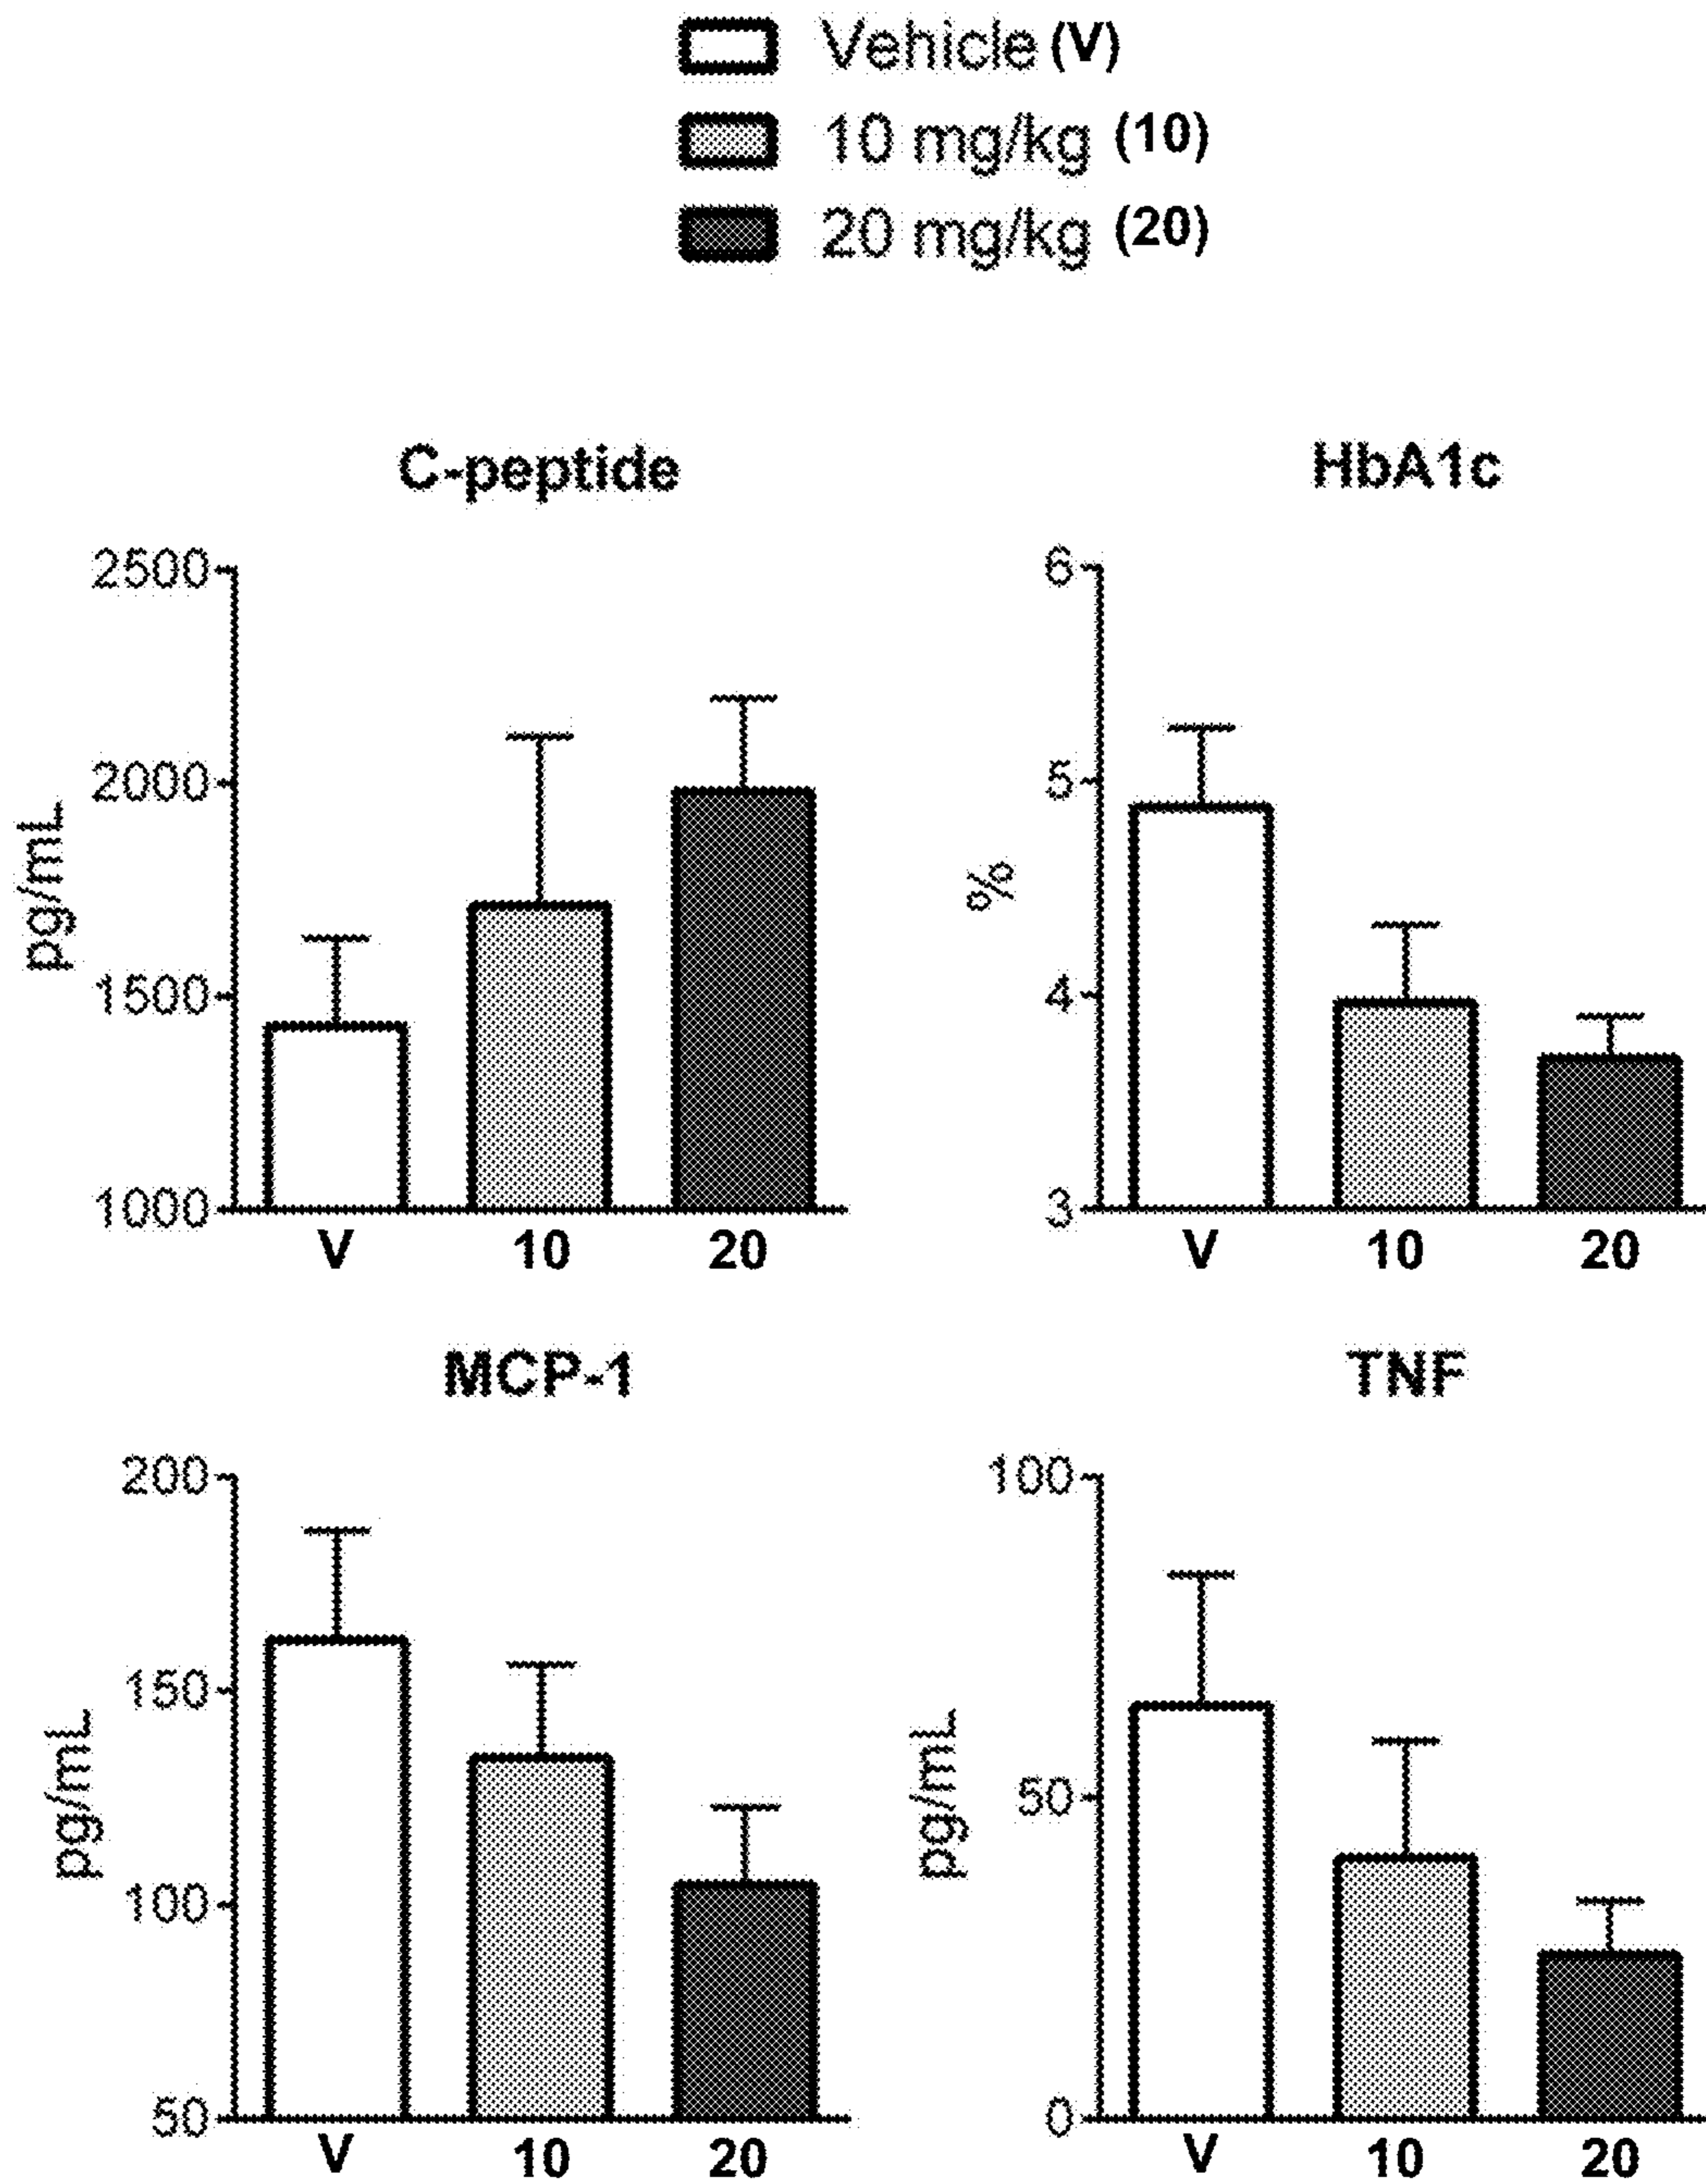 Vehicle (V)
10 mg/kg (10)
20 mg/kg (20)
C-peptide
2500
2000
1500
1000
pg/mL
V 10 20
HbA1c
6
5
4
3
%
V 10 20
MCP-1
200
150
100
50
pg/mL
V 10 20
TNF
100
50
0
pg/mL
V 10 20